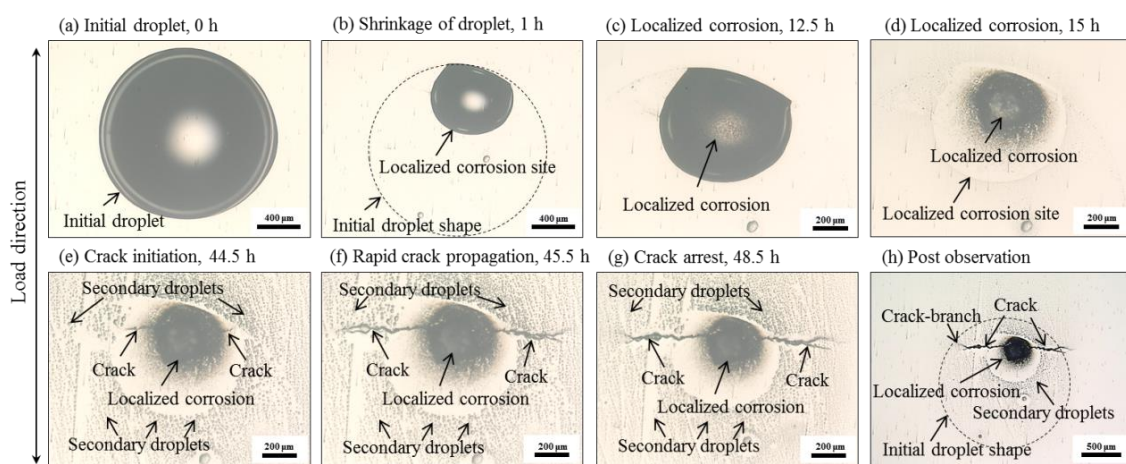 (a) Initial droplet, 0 h
(b) Shrinkage of droplet, 1 h
(c) Localized corrosion, 12.5 h
(d) Localized corrosion, 15 h
Load direction
Initial droplet
400 μm
Localized corrosion site
Initial droplet shape
400 μm
Localized corrosion
200 μm
Localized corrosion
Localized corrosion site
200 μm
(e) Crack initiation, 44.5 h
(f) Rapid crack propagation, 45.5 h
(g) Crack arrest, 48.5 h
(h) Post observation
Secondary droplets
Crack
Crack
Localized corrosion
Secondary droplets
200 μm
Secondary droplets
Crack
Crack
Localized corrosion
Secondary droplets
200 μm
Secondary droplets
Crack
Crack
Localized corrosion
Secondary droplets
200 μm
Crack-branch
Crack
Localized corrosion
Secondary droplets
Initial droplet shape
500 μm